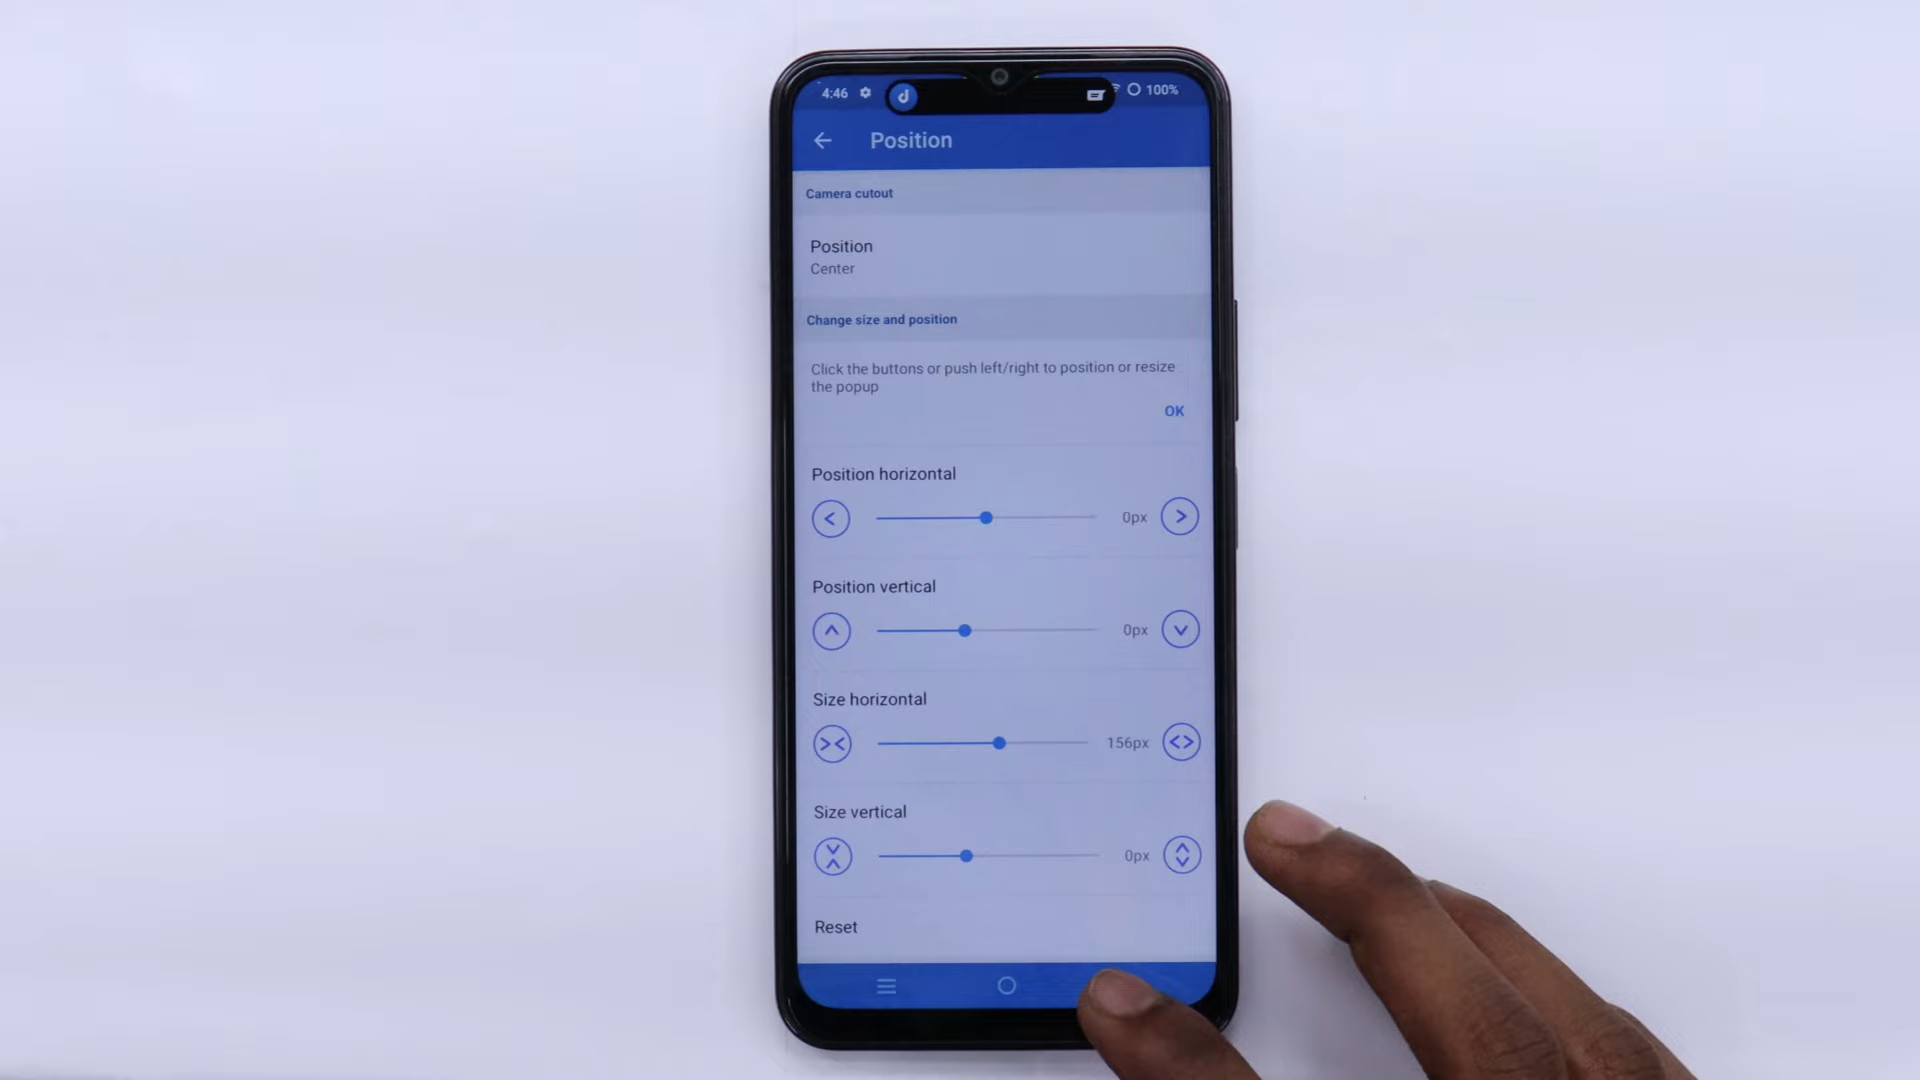 4:46 100%
Position
Camera cutout
Position
Center
Change size and position
Click the buttons or push left/right to position or resize
the popup
OK
Position horizontal
0px
Position vertical
0px
Size horizontal
156px
Size vertical
0px
Reset